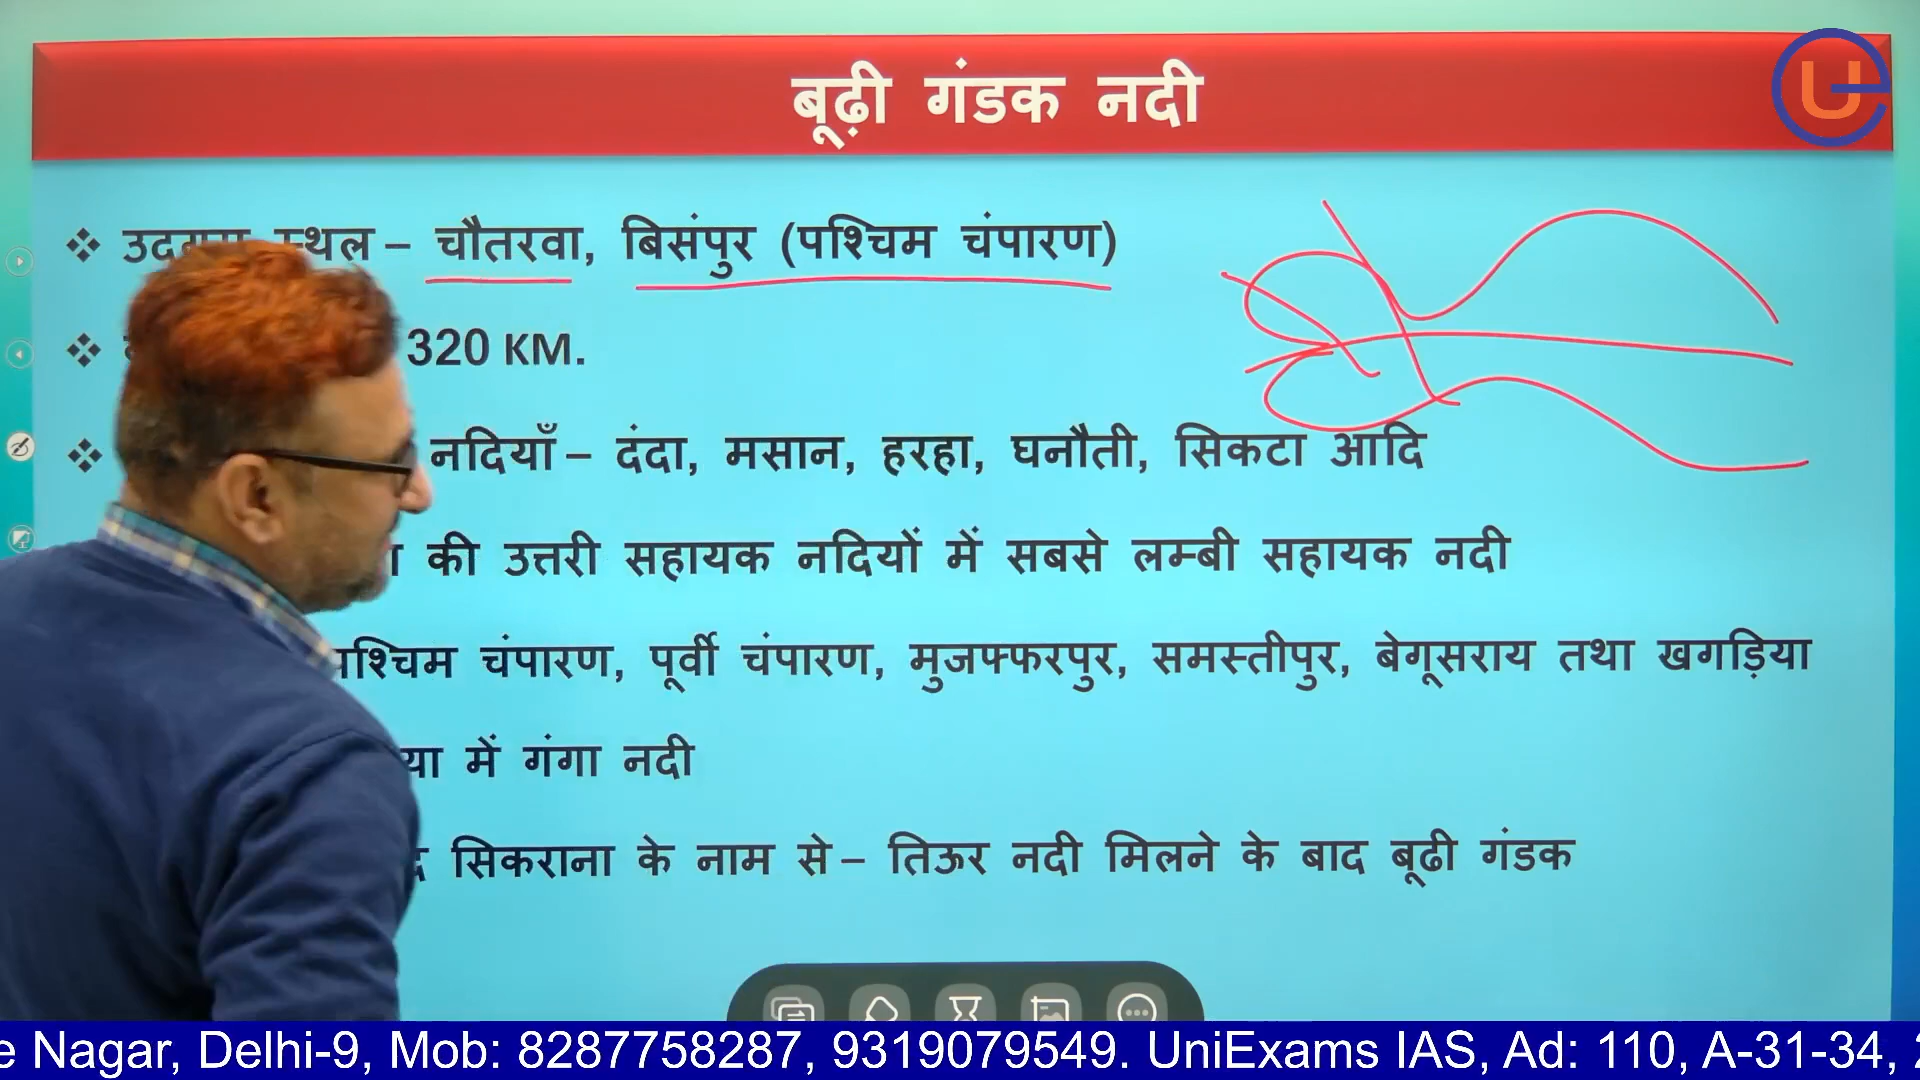 बूढ़ी गंडक नदी
स्थल – चौतरवा, बिसंपुर (पश्चिम चंपारण)
320 KM.
नदियाँ – दंदा, मसान, हरहा, घनौती, सिकटा आदि
की उत्तरी सहायक नदियों में सबसे लम्बी सहायक नदी
पश्चिम चंपारण, पूर्वी चंपारण, मुजफ्फरपुर, समस्तीपुर, बेगूसराय तथा खगड़िया
में गंगा नदी
सिकराना के नाम से – तिऊर नदी मिलने के बाद बूढी गंडक
e Nagar, Delhi-9, Mob: 8287758287, 9319079549. UniExams IAS, Ad: 110, A-31-34,